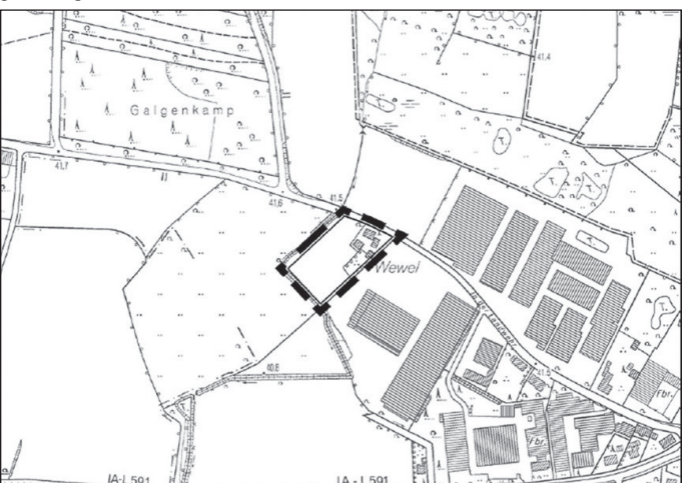 Galgenkamp
41,4
41,7
41,6
41,5
Wewel
T.
T.
T.
T.
40,8
41,5
Fbr.
Fbr.
IA-L 591
IA - L 591